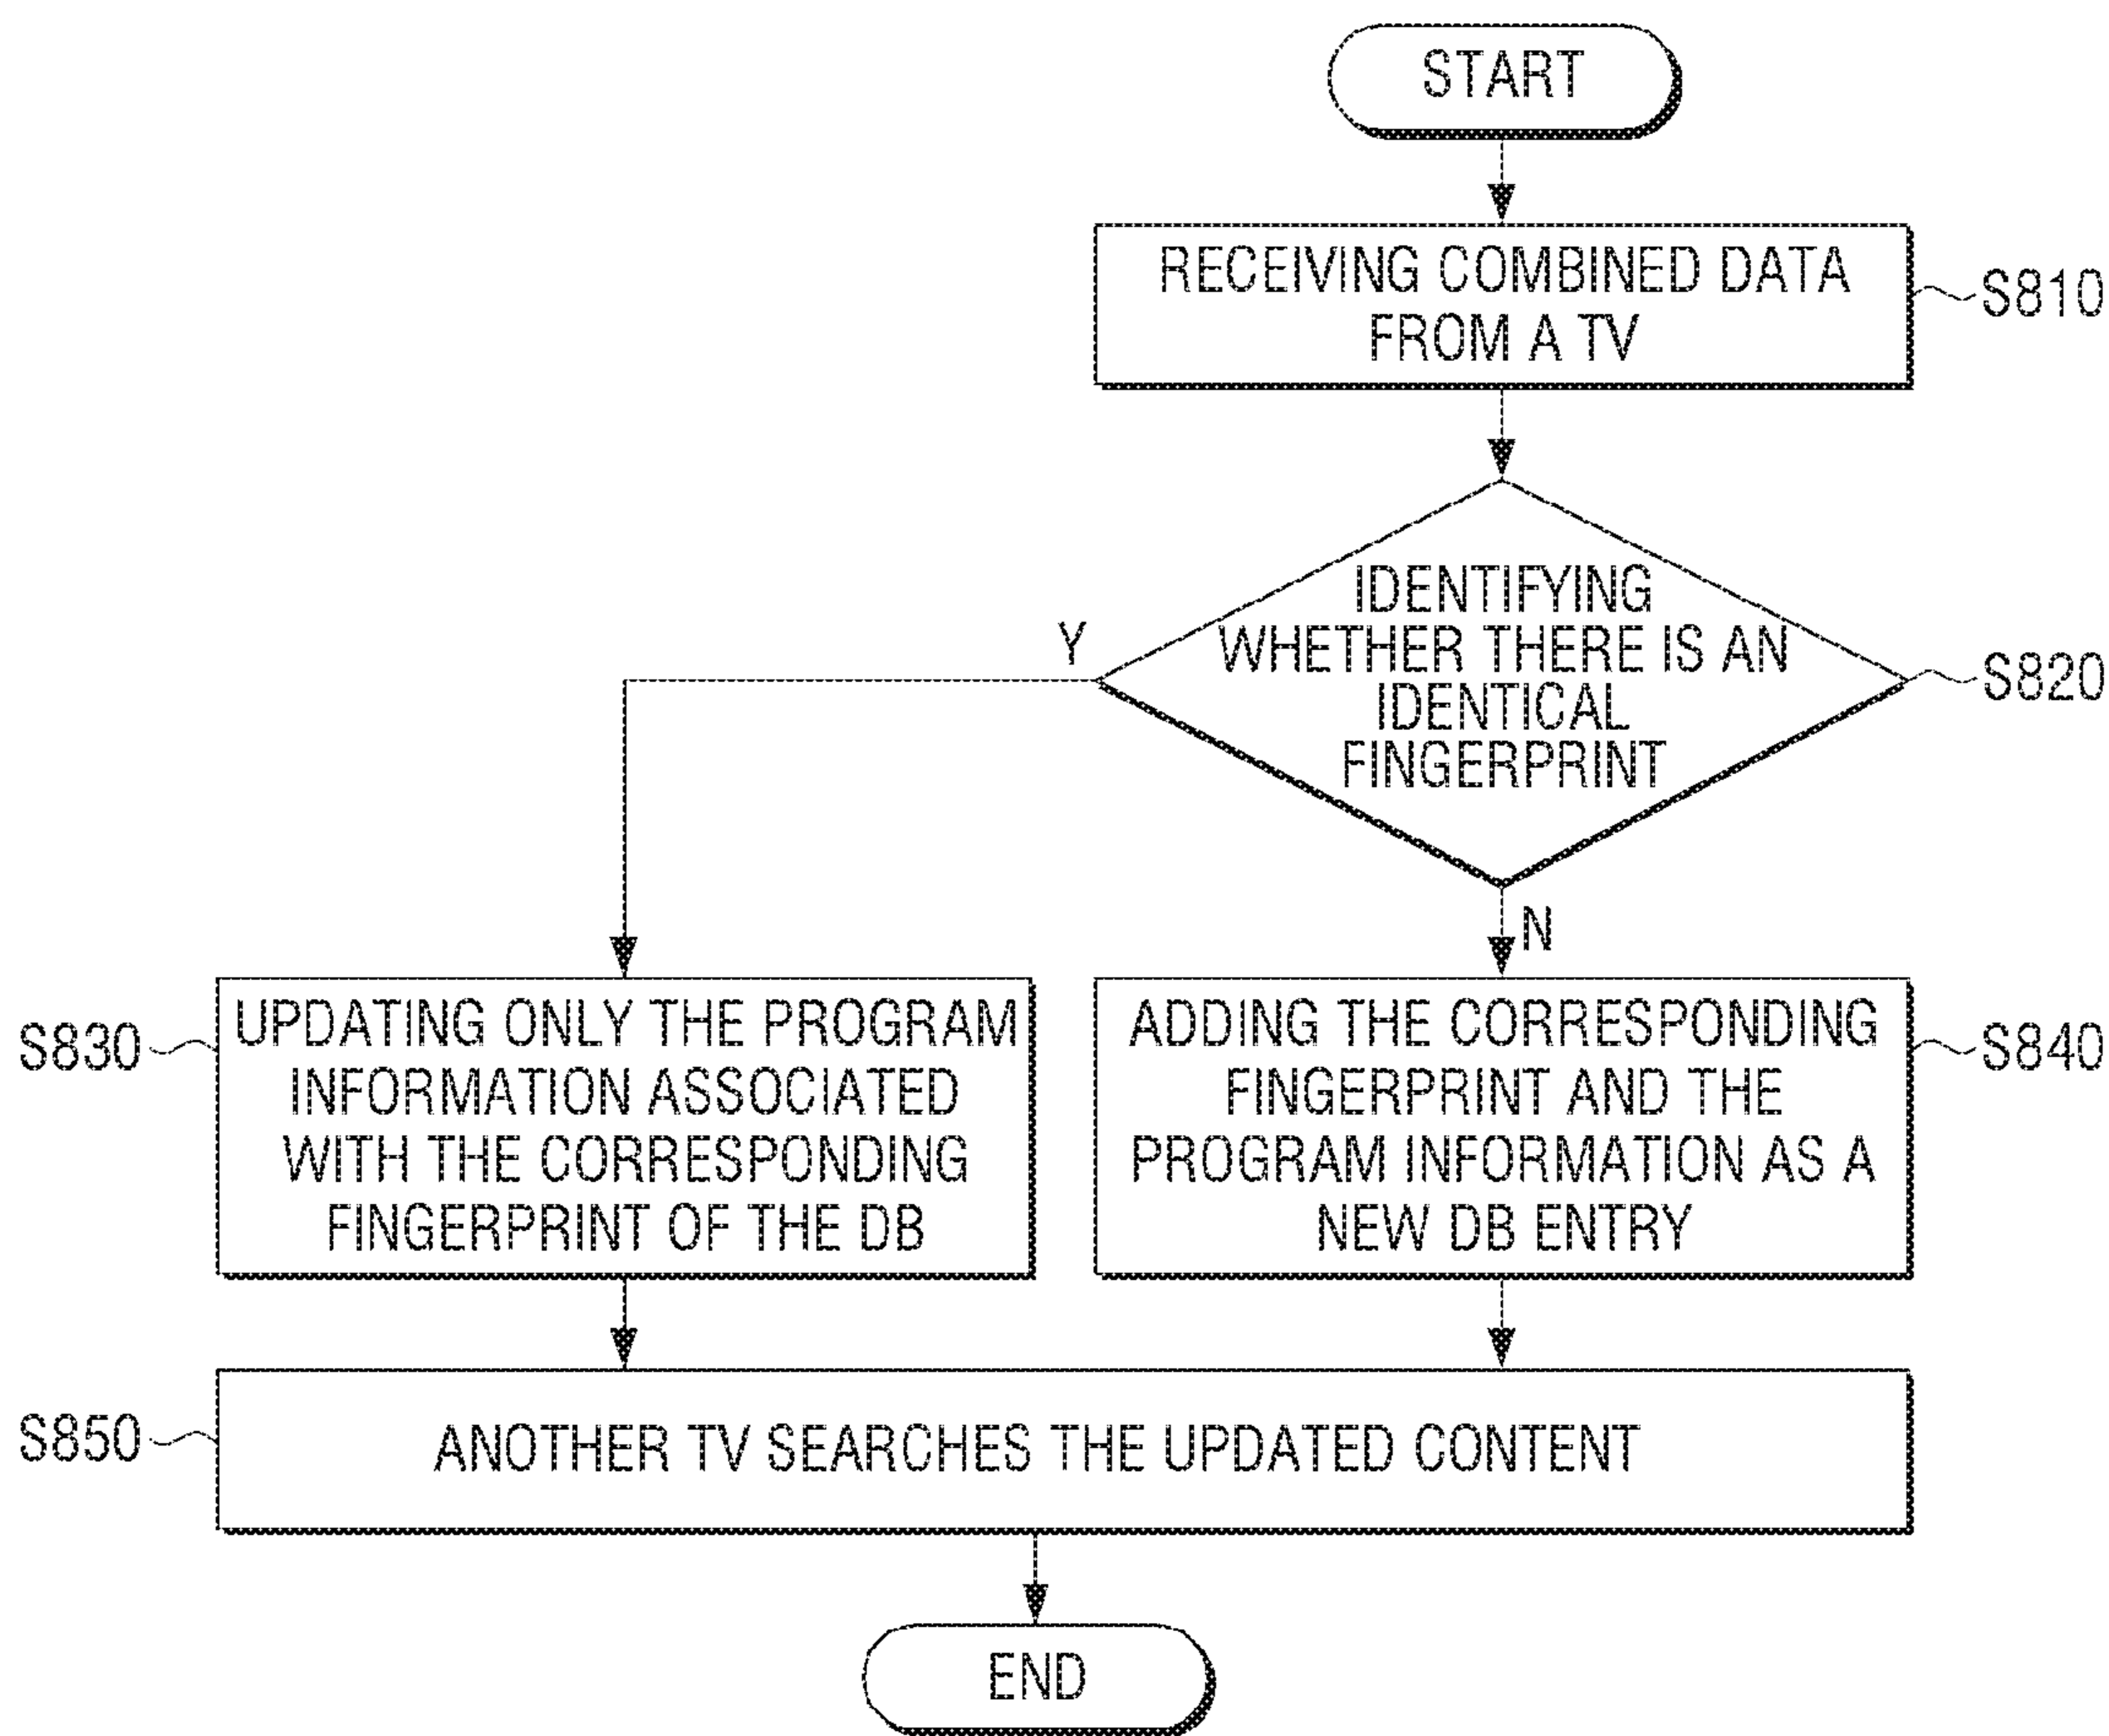 START
RECEIVING COMBINED DATA
FROM A TV
S810
IDENTIFYING
WHETHER THERE IS AN
IDENTICAL
FINGERPRINT
S820
Y
N
S830
UPDATING ONLY THE PROGRAM
INFORMATION ASSOCIATED
WITH THE CORRESPONDING
FINGERPRINT OF THE DB
ADDING THE CORRESPONDING
FINGERPRINT AND THE
PROGRAM INFORMATION AS A
NEW DB ENTRY
S840
S850
ANOTHER TV SEARCHES THE UPDATED CONTENT
END